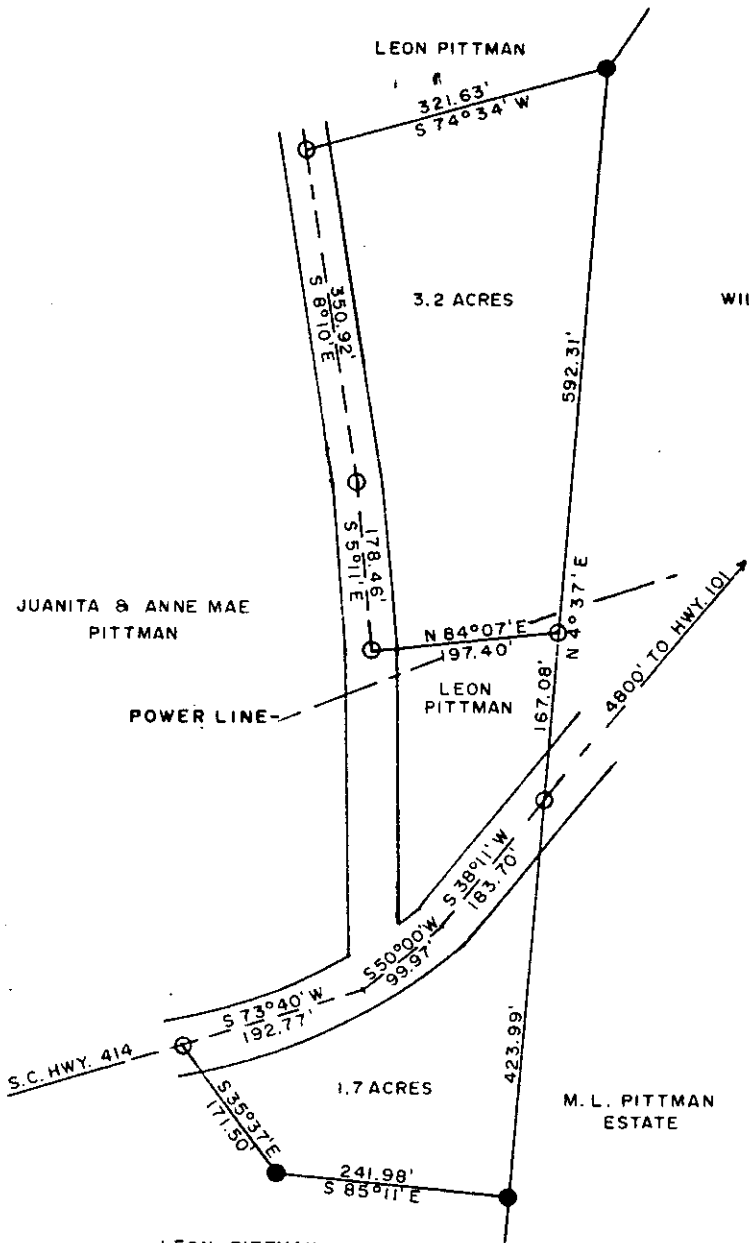 LEON PITTMAN
321.63'
S 74°34' W
350.92'
S 8°10' E
3.2 ACRES
592.31'
178.46'
S 5°11' E
N 4°37' E
JUANITA & ANNE MAE
PITTMAN
N 84°07' E
197.40'
4800' TO HWY. 101
LEON
PITTMAN
POWER LINE
167.08'
S 38°11' W
183.70'
S 50°00' W
99.97'
S 73°40' W
192.77'
S.C. HWY. 414
423.99'
1.7 ACRES
M. L. PITTMAN
ESTATE
S 35°37' E
171.50'
241.98'
S 85°11' E
LEON PITTMAN